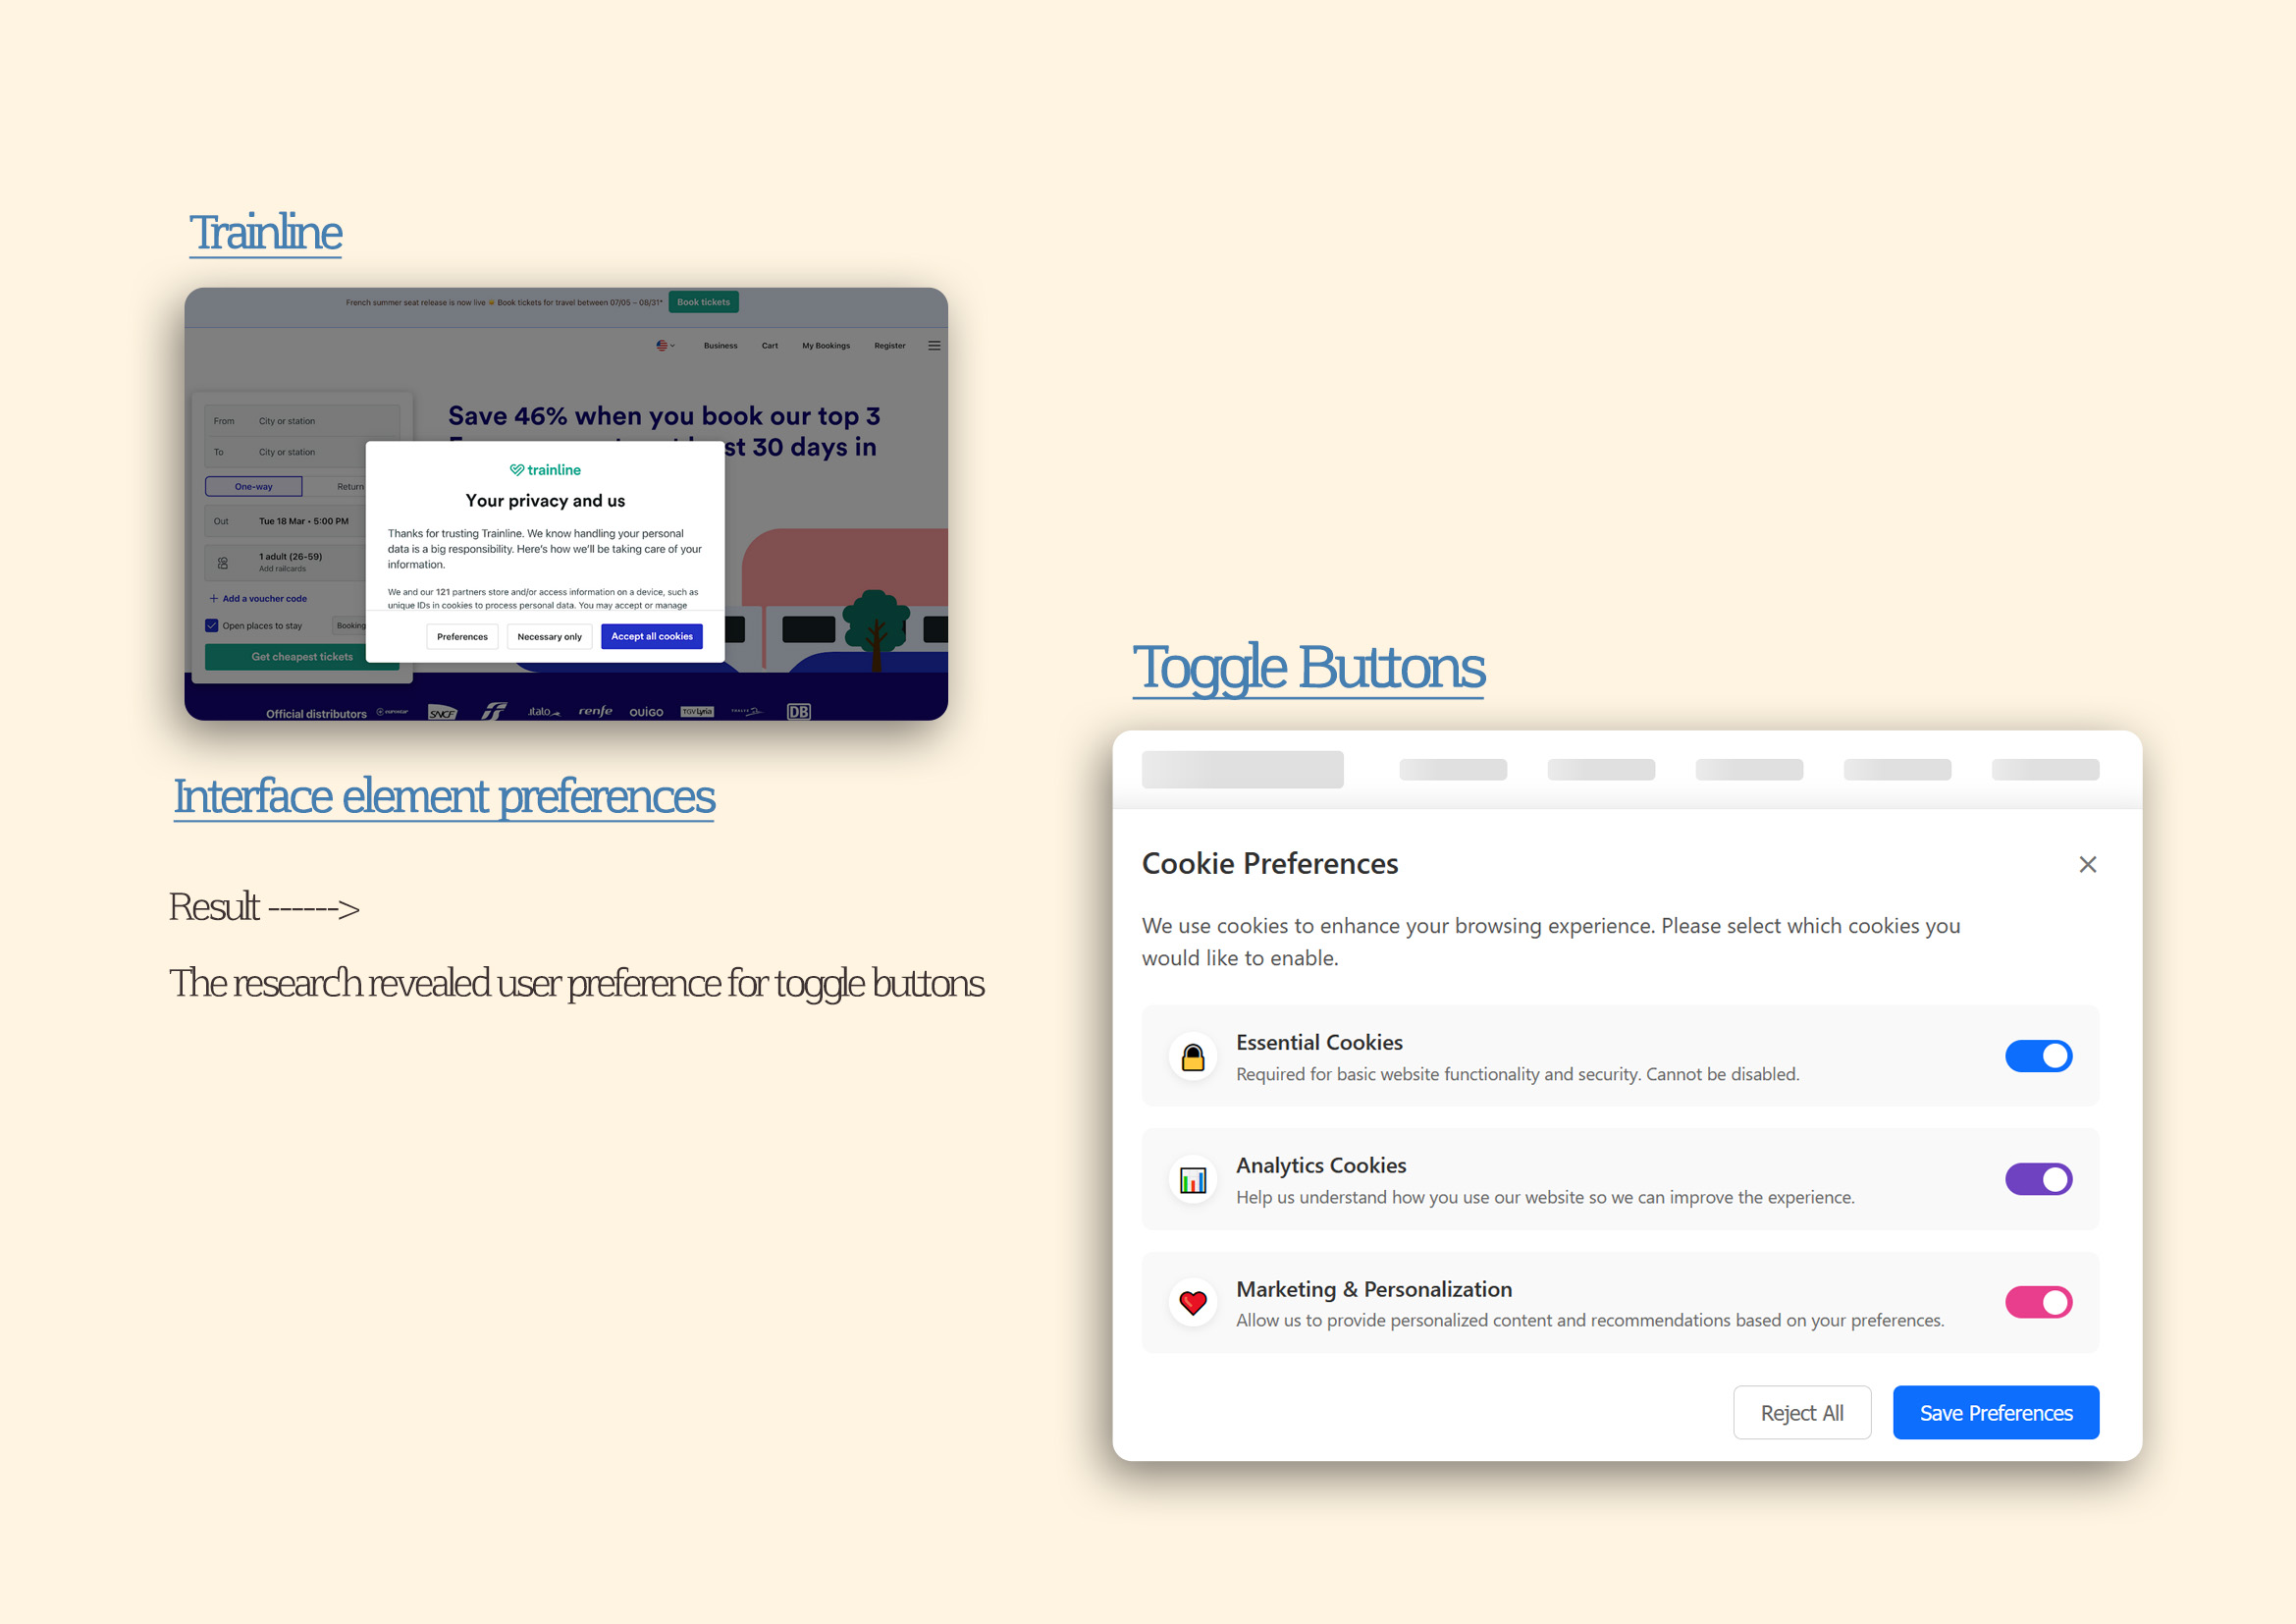 Trainline
French summer seat release is now live 🔒 Book tickets for travel between 07/05 – 08/31*
Book tickets
Business
Cart
My Bookings
Register
From
City or station
To
City or station
One-way
Return
Out
Tue 18 Mar • 5:00 PM
1 adult (26-59)
Add railcards
+ Add a voucher code
Open places to stay
Booking
Get cheapest tickets
Save 46% when you book our top 3
st 30 days in
trainline
Your privacy and us
Thanks for trusting Trainline. We know handling your personal
data is a big responsibility. Here's how we'll be taking care of your
information.
We and our 121 partners store and/or access information on a device, such as
unique IDs in cookies to process personal data. You may accept or manage
Preferences
Necessary only
Accept all cookies
Official distributors
eurostar
SNCF
italo
renfe
OUIGO
TGV Lyria
DB
Interface element preferences
Result ------>
The research revealed user preference for toggle buttons
Toggle Buttons
Cookie Preferences
We use cookies to enhance your browsing experience. Please select which cookies you
would like to enable.
Essential Cookies
Required for basic website functionality and security. Cannot be disabled.
Analytics Cookies
Help us understand how you use our website so we can improve the experience.
Marketing & Personalization
Allow us to provide personalized content and recommendations based on your preferences.
Reject All
Save Preferences